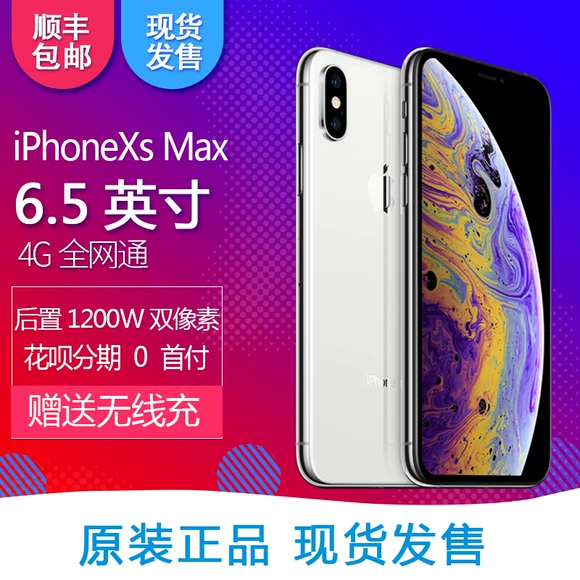 顺丰
包邮
现货
发售
iPhoneXs Max
6.5 英寸
4G 全网通
后置 1200W 双像素
花呗分期 0 首付
赠送无线充
iPhone
原装正品 现货发售